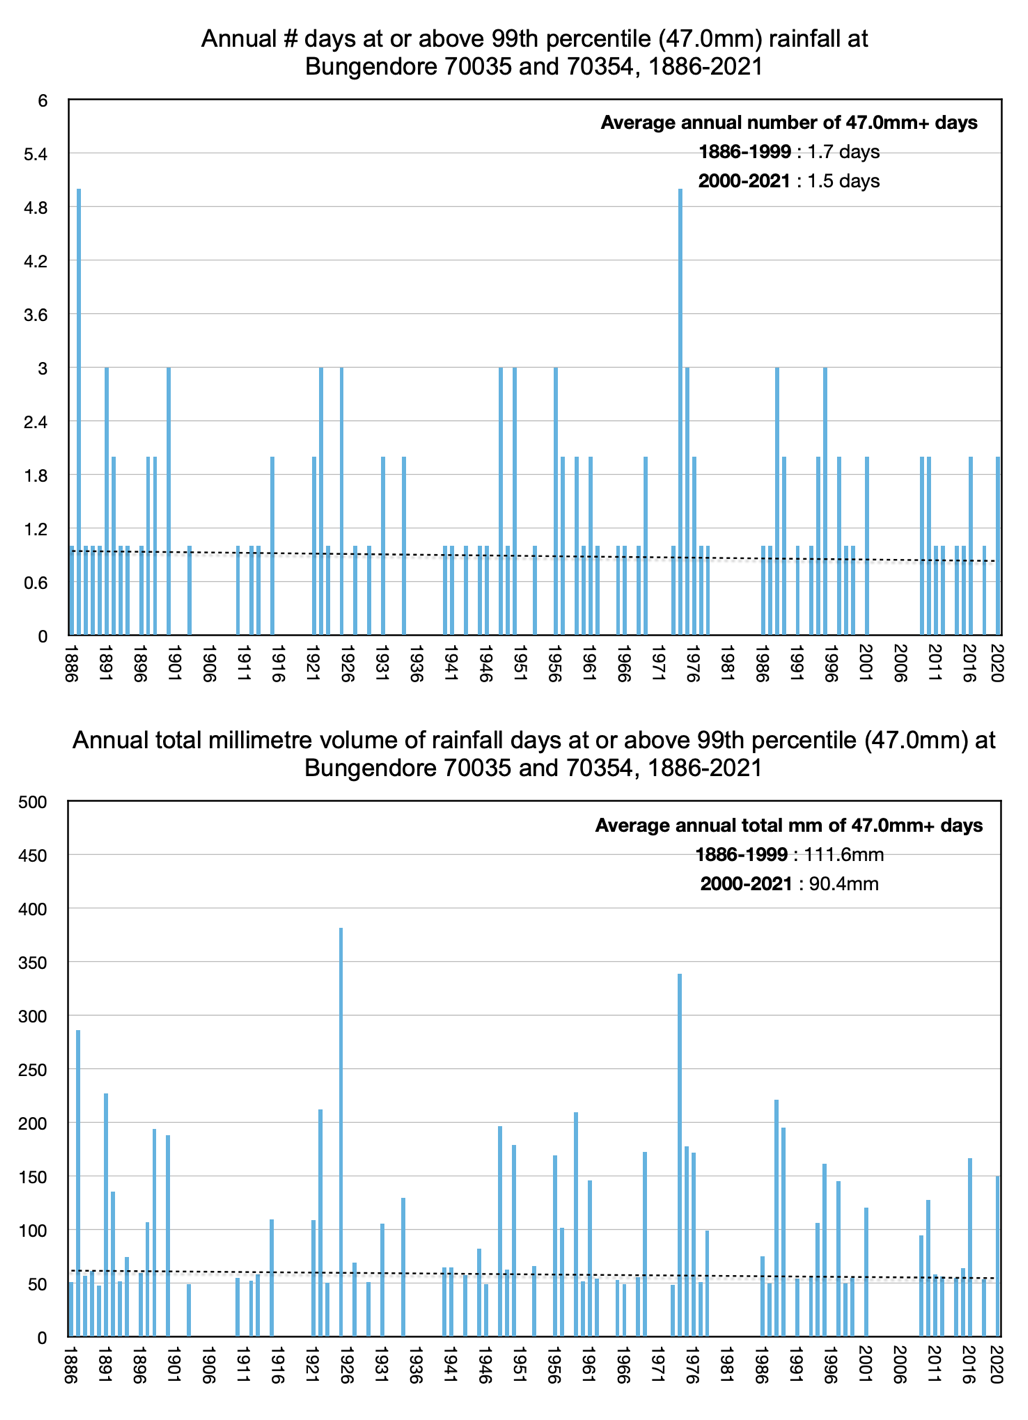 Annual # days at or above 99th percentile (47.0mm) rainfall at
Bungendore 70035 and 70354, 1886-2021
6
Average annual number of 47.0mm+ days
5.4
1886-1999 : 1.7 days
2000-2021 : 1.5 days
4.8
4.2
3.6
3
2.4
1.8
1.2
0.6
0
1886 1891 1896 1901 1906 1911 1916 1921 1926 1931 1936 1941 1946 1951 1956 1961 1966 1971 1976 1981 1986 1991 1996 2001 2006 2011 2016 2020
Annual total millimetre volume of rainfall days at or above 99th percentile (47.0mm) at
Bungendore 70035 and 70354, 1886-2021
500
Average annual total mm of 47.0mm+ days
450
1886-1999 : 111.6mm
2000-2021 : 90.4mm
400
350
300
250
200
150
100
50
0
1886 1891 1896 1901 1906 1911 1916 1921 1926 1931 1936 1941 1946 1951 1956 1961 1966 1971 1976 1981 1986 1991 1996 2001 2006 2011 2016 2020